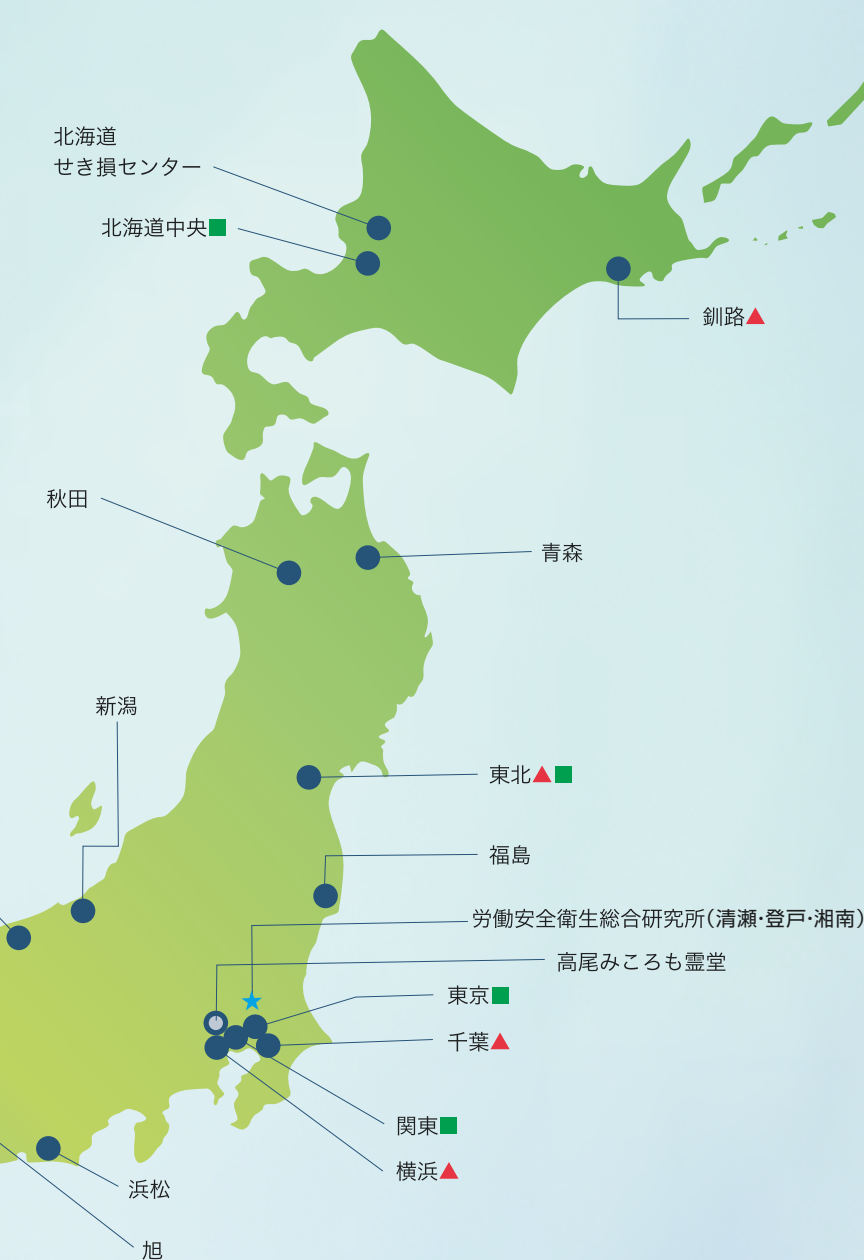 北海道
せき損センター
北海道中央■
釧路▲
秋田
青森
新潟
東北▲■
福島
労働安全衛生総合研究所(清瀬･登戸･湘南)
高尾みころも霊堂
東京■
千葉▲
関東■
横浜▲
浜松
旭